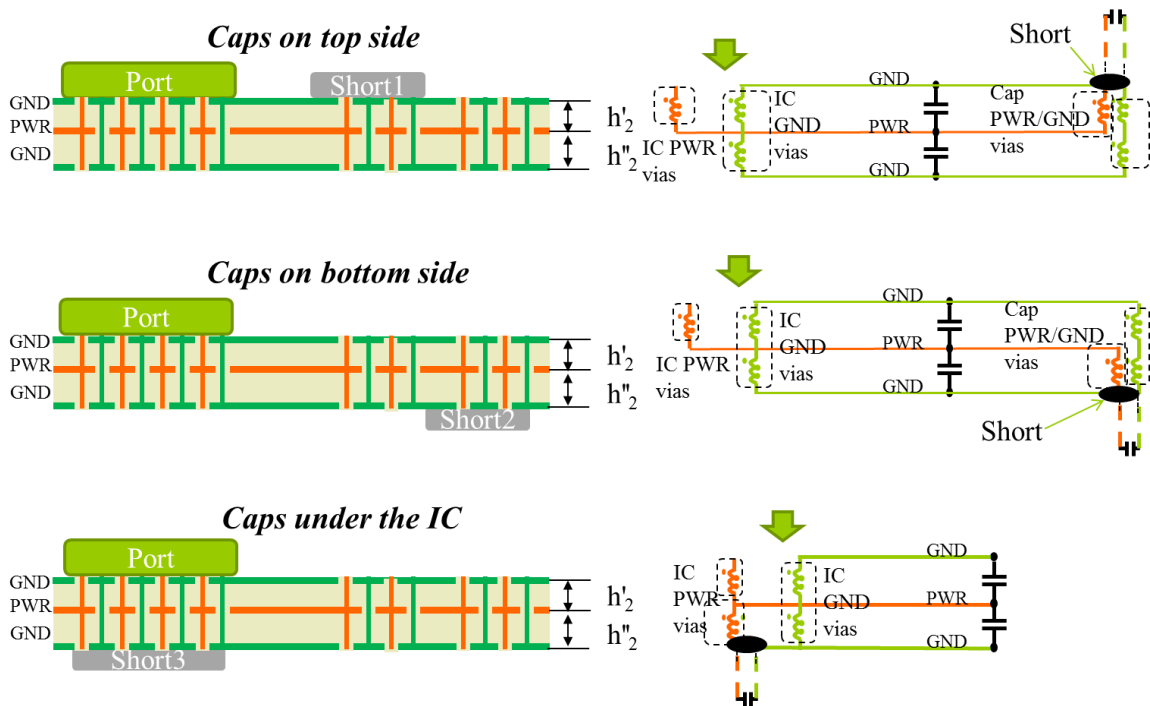 Caps on top side
Port
Short1
GND
PWR
GND
h'₂
h"₂
Short
GND
IC
GND
vias
PWR
IC PWR
vias
Cap
PWR/GND
vias
GND
Caps on bottom side
Port
GND
PWR
GND
Short2
h'₂
h"₂
GND
IC
GND
vias
PWR
IC PWR
vias
Cap
PWR/GND
vias
GND
Short
Caps under the IC
Port
GND
PWR
GND
Short3
h'₂
h"₂
GND
IC
PWR
vias
IC
GND
vias
PWR
GND